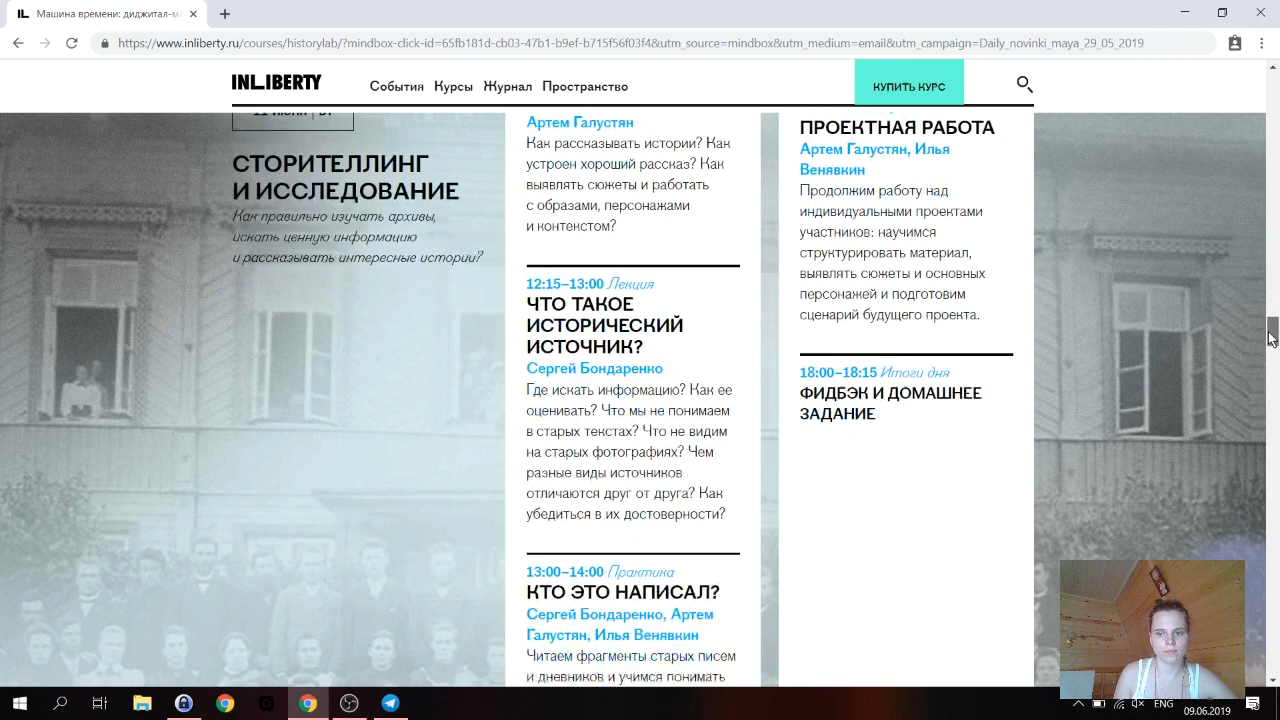 Машина времени: диджитал-м
https://www.inliberty.ru/courses/historylab/?mindbox-click-id=65fb181d-cb03-47b1-b9ef-b715f56f03f4&utm_source=mindbox&utm_medium=email&utm_campaign=Daily_novinki_maya_29_05_2019
INLIBERTY
События Курсы Журнал Пространство
КУПИТЬ КУРС
СТОРИТЕЛЛИНГ
И ИССЛЕДОВАНИЕ
Как правильно изучать архивы,
искать ценную информацию
и рассказывать интересные истории?
Артем Галустян
Как рассказывать истории? Как
устроен хороший рассказ? Как
выявлять сюжеты и работать
с образами, персонажами
и контекстом?
12:15–13:00 Лекция
ЧТО ТАКОЕ
ИСТОРИЧЕСКИЙ
ИСТОЧНИК?
Сергей Бондаренко
Где искать информацию? Как ее
оценивать? Что мы не понимаем
в старых текстах? Что не видим
на старых фотографиях? Чем
разные виды источников
отличаются друг от друга? Как
убедиться в их достоверности?
13:00–14:00 Практика
КТО ЭТО НАПИСАЛ?
Сергей Бондаренко, Артем
Галустян, Илья Венявкин
Читаем фрагменты старых писем
и дневников и учимся понимать
ПРОЕКТНАЯ РАБОТА
Артем Галустян, Илья
Венявкин
Продолжим работу над
индивидуальными проектами
участников: научимся
структурировать материал,
выявлять сюжеты и основных
персонажей и подготовим
сценарий будущего проекта.
18:00–18:15 Итоги дня
ФИДБЭК И ДОМАШНЕЕ
ЗАДАНИЕ
ENG
09.06.2019